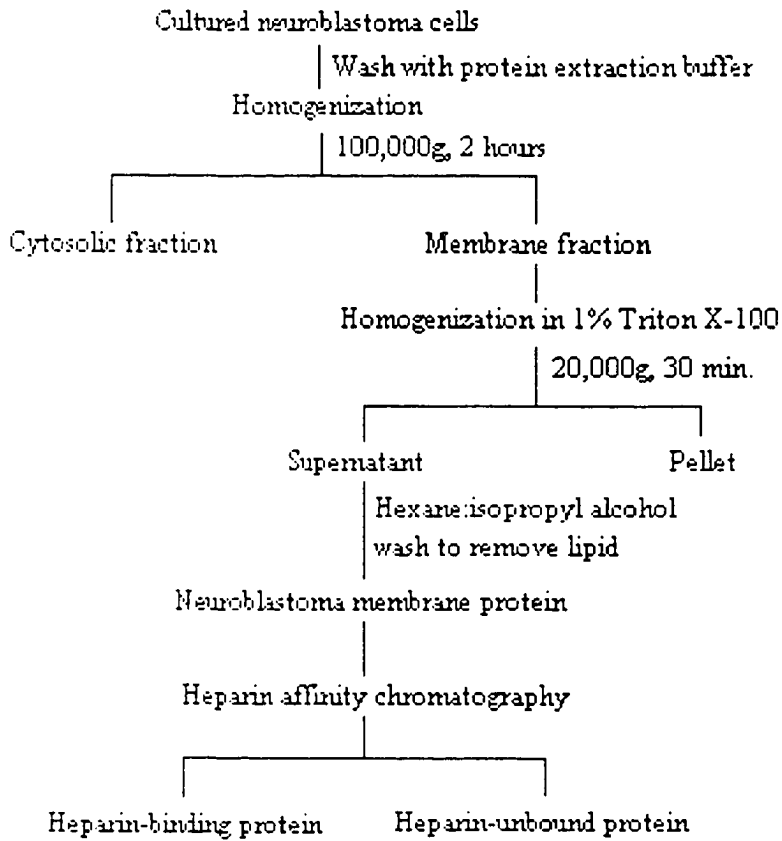 Cultured neuroblastoma cells
Wash with protein extraction buffer
Homogenization
100,000g, 2 hours
Cytosolic fraction
Membrane fraction
Homogenization in 1% Triton X-100
20,000g, 30 min.
Supernatant
Pellet
Hexane:isopropyl alcohol
wash to remove lipid
Neuroblastoma membrane protein
Heparin affinity chromatography
Heparin-binding protein
Heparin-unbound protein